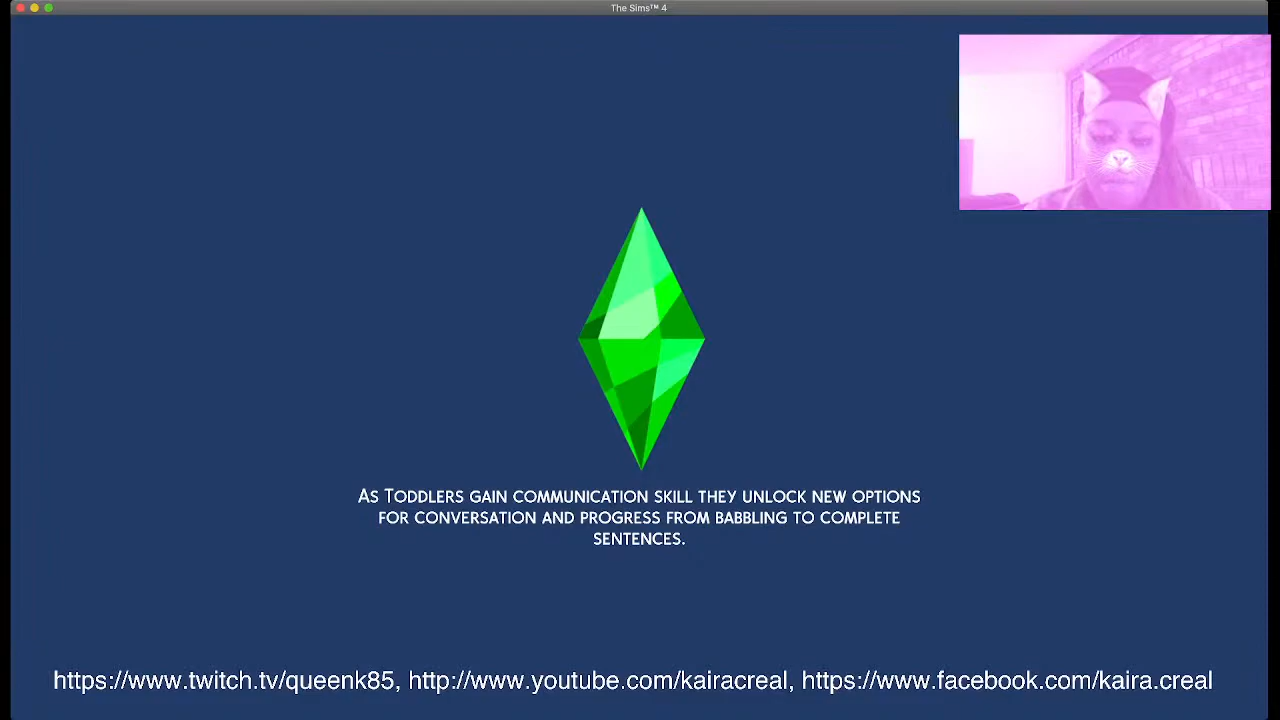 The Sims™ 4
As Toddlers gain communication skill they unlock new options
for conversation and progress from babbling to complete
sentences.
https://www.twitch.tv/queenk85, http://www.youtube.com/kairacreal, https://www.facebook.com/kaira.creal